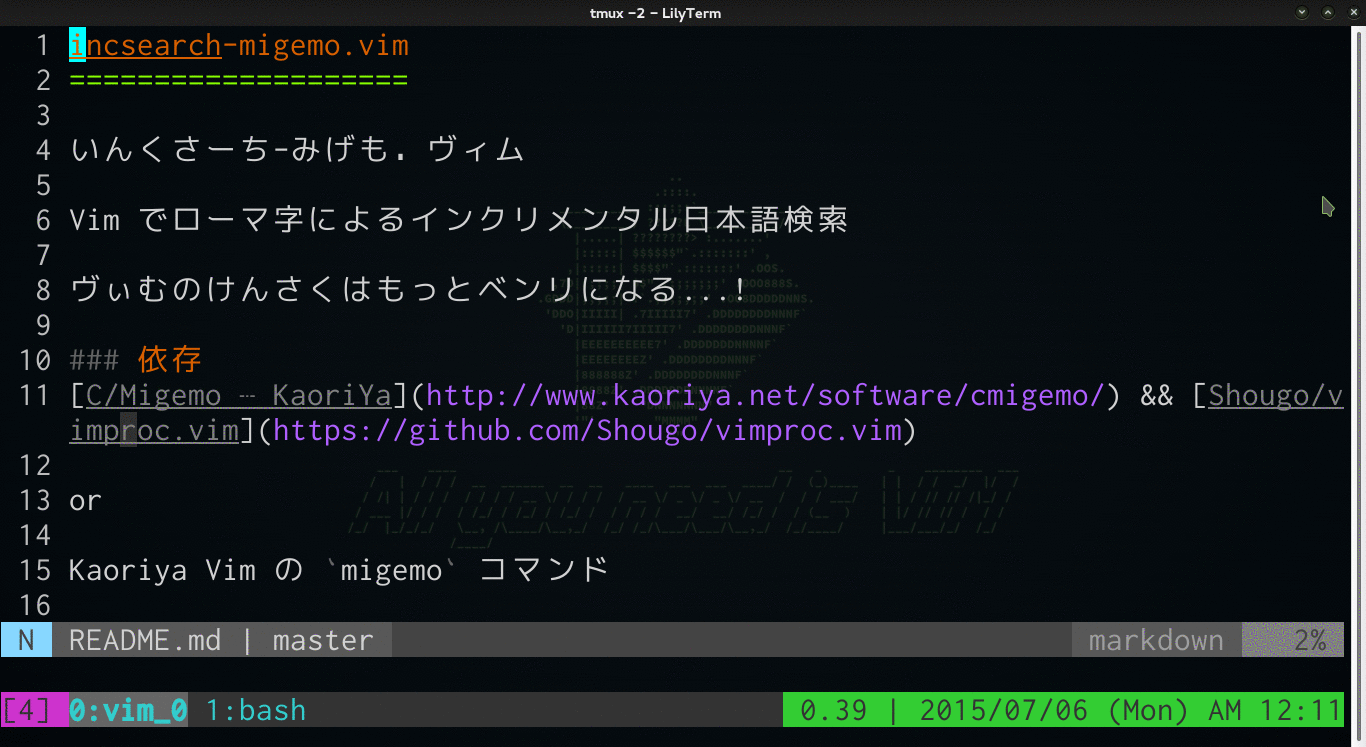 tmux -2 - LilyTerm
1 incsearch-migemo.vim
2 ====================
3
4 いんくさーち-みげも. ヴィム
5
6 Vim でローマ字によるインクリメンタル日本語検索
7
8 ヴぃむのけんさくはもっとベンリになる...!
9
10 ### 依存
11 [C/Migemo — KaoriYa](http://www.kaoriya.net/software/cmigemo/) && [Shougo/v
improc.vim](https://github.com/Shougo/vimproc.vim)
12
13 or
14
15 Kaoriya Vim の `migemo` コマンド
16
N README.md | master markdown 2%
[4] 0:vim_0 1:bash 0.39 | 2015/07/06 (Mon) AM 12:11